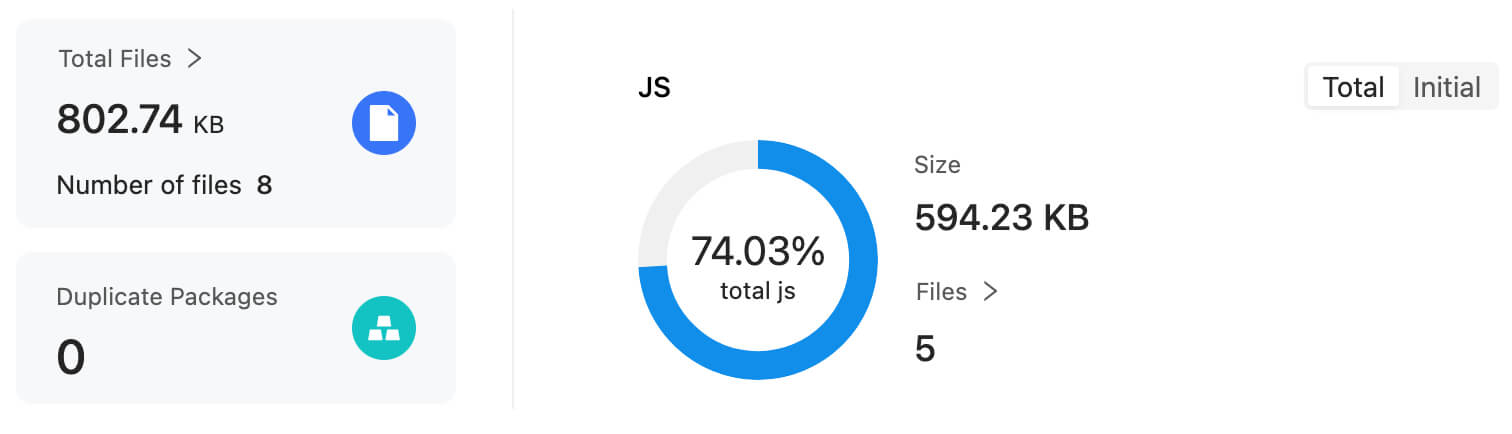 Total Files
802.74 KB
Number of files 8
Duplicate Packages
0
JS
Total Initial
74.03%
total js
Size
594.23 KB
Files
5